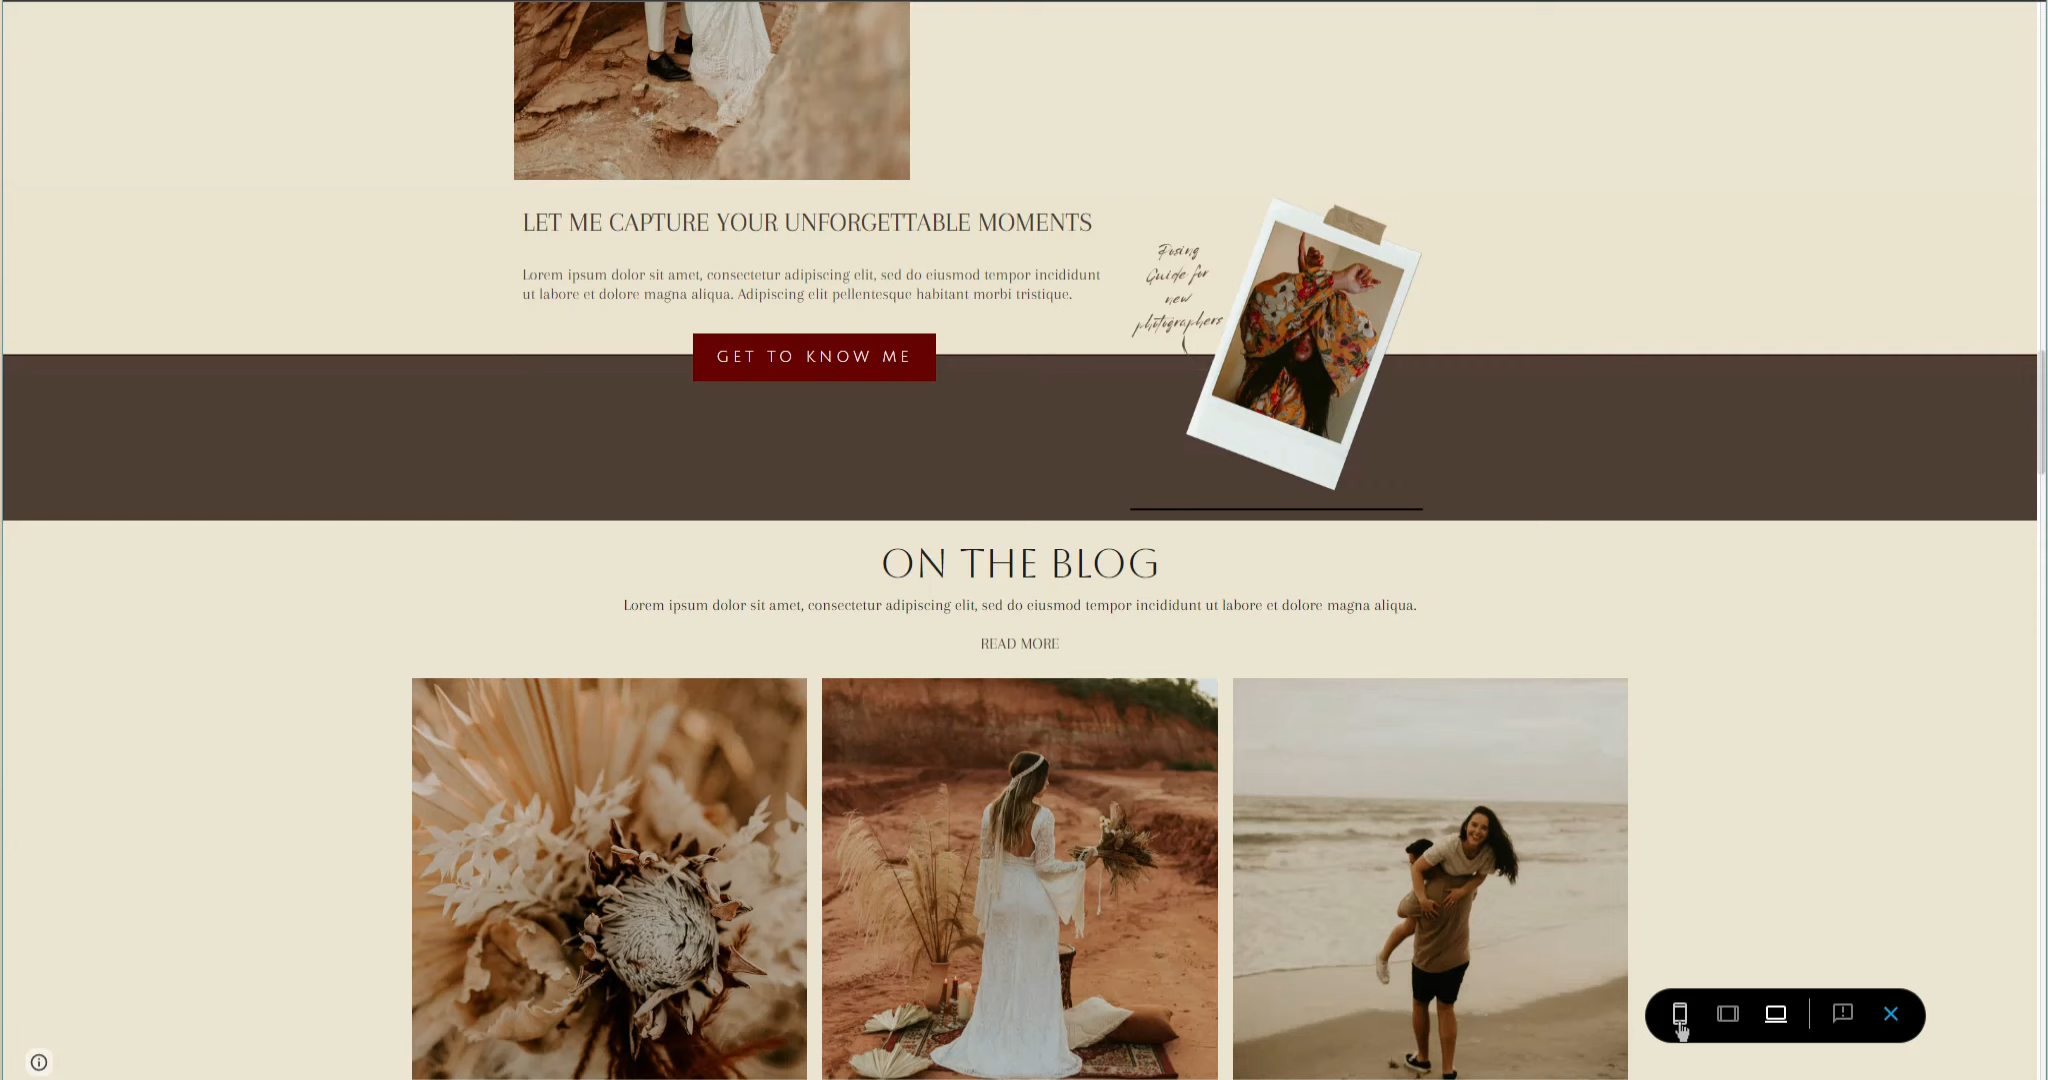 LET ME CAPTURE YOUR UNFORGETTABLE MOMENTS
Lorem ipsum dolor sit amet, consectetur adipiscing elit, sed do eiusmod tempor incididunt
ut labore et dolore magna aliqua. Adipiscing elit pellentesque habitant morbi tristique.
GET TO KNOW ME
Posing
Guide for
new
photographers
ON THE BLOG
Lorem ipsum dolor sit amet, consectetur adipiscing elit, sed do eiusmod tempor incididunt ut labore et dolore magna aliqua.
READ MORE